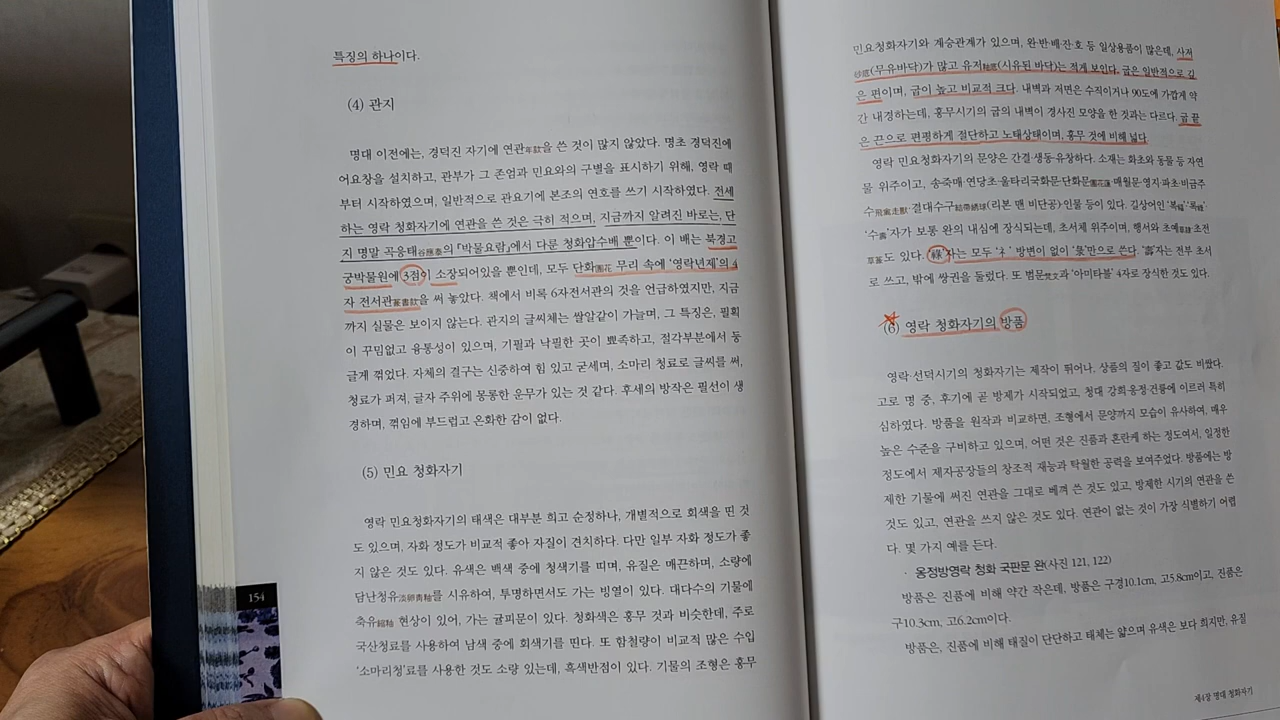 특징의 하나이다.
(4) 관지
명대 이전에는, 경덕진 자기에 연관年款을 쓴 것이 많지 않았다. 명초 경덕진에
어요창을 설치하고, 관부가 그 존엄과 민요와의 구별을 표시하기 위해, 영락 때
부터 시작하였으며, 일반적으로 관요기에 본조의 연호를 쓰기 시작하였다. 전세
하는 영락 청화자기에 연관을 쓴 것은 극히 적으며, 지금까지 알려진 바로는, 단
지 명말 곡응태谷應泰의 『박물요람』에서 다룬 청화압수배 뿐이다. 이 배는 북경고
궁박물원에 3점이 소장되어있을 뿐인데, 모두 단화團花 무리 속에 '영락년제'의 4
자 전서관篆書款을 써 놓았다. 책에서 비록 6자전서관의 것을 언급하였지만, 지금
까지 실물은 보이지 않는다. 관지의 글씨체는 쌀알같이 가늘며, 그 특징은, 필획
이 꾸밈없고 융통성이 있으며, 기필과 낙필한 곳이 뾰족하고, 절각부분에서 둥
글게 꺾었다. 자체의 결구는 신중하여 힘 있고 굳세며, 소마리 청료로 글씨를 써,
청료가 퍼져, 글자 주위에 몽롱한 운무가 있는 것 같다. 후세의 방작은 필선이 생
경하며, 꺾임에 부드럽고 온화한 감이 없다.
(5) 민요 청화자기
영락 민요청화자기의 태색은 대부분 희고 순정하나, 개별적으로 회색을 띤 것
도 있으며, 자화 정도가 비교적 좋아 자질이 견치하다. 다만 일부 자화 정도가 좋
지 않은 것도 있다. 유색은 백색 중에 청색기를 띠며, 유질은 매끈하며, 소량에
담난청유淡卵靑釉를 시유하여, 투명하면서도 가는 빙열이 있다. 대다수의 기물에
축유縮釉 현상이 있어, 가는 귤피문이 있다. 청화색은 홍무 것과 비슷한데, 주로
국산청료를 사용하여 남색 중에 회색기를 띤다. 또 함철량이 비교적 많은 수입
'소마리청'료를 사용한 것도 소량 있는데, 흑색반점이 있다. 기물의 조형은 홍무
154
민요청화자기와 계승관계가 있으며, 완·반·배·잔·호 등 일상용품이 많은데, 사저
砂底(무유바닥)가 많고 유저釉底(시유된 바닥)는 적게 보인다. 굽은 일반적으로 깊
은 편이며, 굽이 높고 비교적 크다. 내벽과 저면은 수직이거나 90도에 가깝게 약
간 내경하는데, 홍무시기의 굽의 내벽이 경사진 모양을 한 것과는 다르다. 굽 끝
은 끈으로 편평하게 절단하고 노태상태이며, 홍무 것에 비해 넓다.
영락 민요청화자기의 문양은 간결·생동·유창하다. 소재는 화초와 동물 등 자연
물 위주이고, 송죽매·연당초·울타리국화문·단화문·매월문·영지·파초·비금주
수飛禽走獸·결대수구結帶綉球(리본 맨 비단공)·인물 등이 있다. 길상어인 '복福'·'록祿'·
'수壽'자가 보통 완의 내심에 장식되는데, 초서체 위주이며, 행서와 초예草隷·초전
草篆도 있다. '祿'자는 모두 '礻' 방변이 없이 '彔'만으로 쓴다. '壽'자는 전부 초서
로 쓰고, 밖에 쌍권을 둘렀다. 또 범문梵文과 '아미타불' 4자로 장식한 것도 있다.
(6) 영락 청화자기의 방품
영락·선덕시기의 청화자기는 제작이 뛰어나, 상품의 질이 좋고 값도 비쌌다.
고로 명 중, 후기에 곧 방제가 시작되었고, 청대 강희·옹정·건륭에 이르러 특히
심하였다. 방품을 원작과 비교하면, 조형에서 문양까지 모습이 유사하여, 매우
높은 수준을 구비하고 있으며, 어떤 것은 진품과 혼란케 하는 정도여서, 일정한
정도에서 제자공장들의 창조적 재능과 탁월한 공력을 보여주었다. 방품에는 방
제한 기물에 써진 연관을 그대로 베껴 쓴 것도 있고, 방제한 시기의 연관을 쓴
것도 있고, 연관을 쓰지 않은 것도 있다. 연관이 없는 것이 가장 식별하기 어렵
다. 몇 가지 예를 든다.
· 옹정방영락 청화 국판문 완(사진 121, 122)
방품은 진품에 비해 약간 작은데, 방품은 구경10.1cm, 고5.8cm이고, 진품은
구10.3cm, 고6.2cm이다.
방품은, 진품에 비해 태질이 단단하고 태체는 얇으며 유색은 보다 희지만, 유질
제4장 명대 청화자기